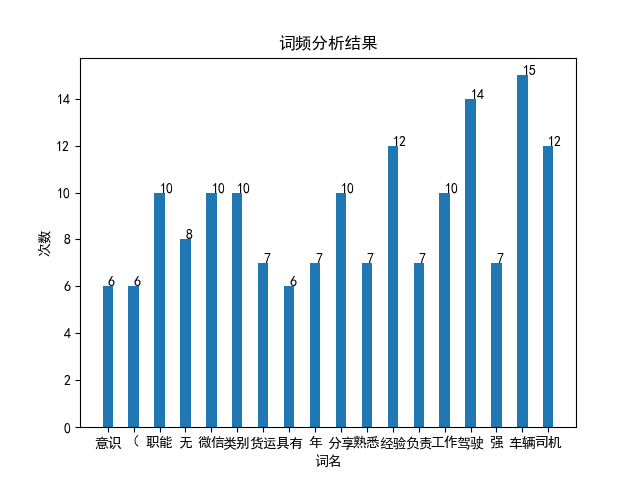 词频分析结果
次数
14
12
10
8
6
4
2
0
6 6 10 8 10 10 7 6 7 10 7 12 7 10 14 7 15 12
意识 （ 职能 无 微信 类别 货运 具有 年 分享 熟悉 经验 负责 工作 驾驶 强 车辆 司机
词名